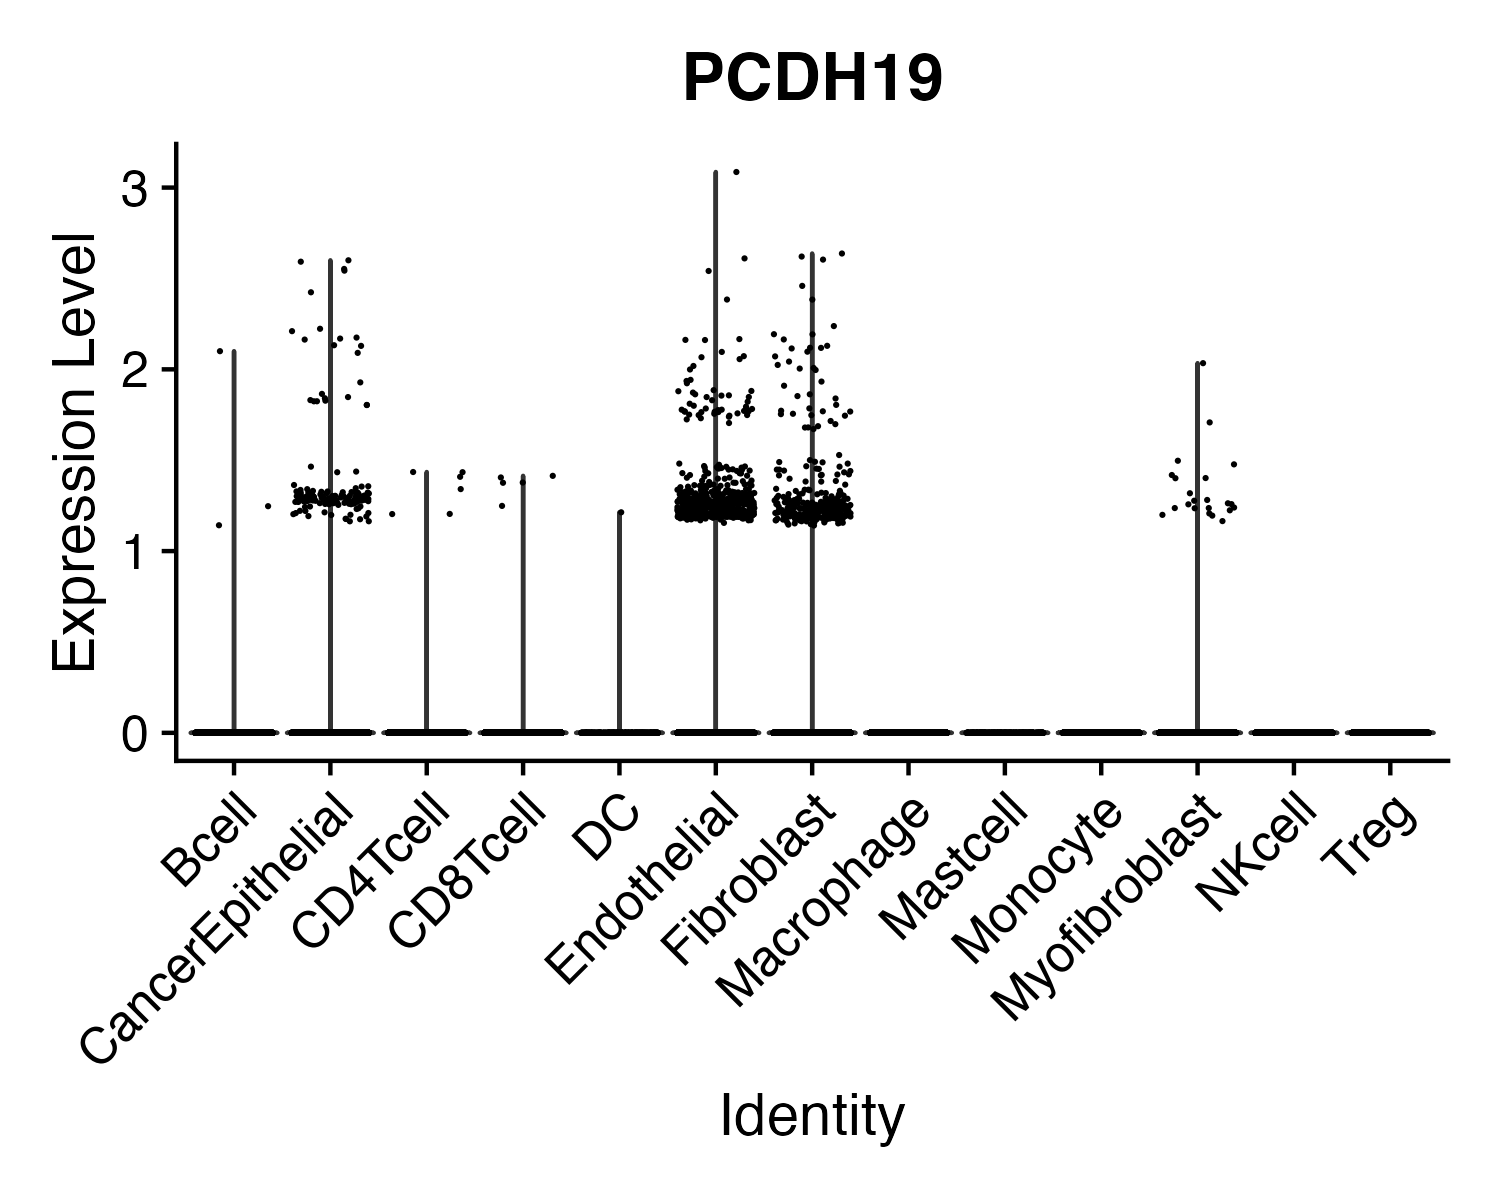 PCDH19
Expression Level
3
2
1
0
Bcell
CancerEpithelial
CD4Tcell
CD8Tcell
DC
Endothelial
Fibroblast
Macrophage
Mastcell
Monocyte
Myofibroblast
NKcell
Treg
Identity